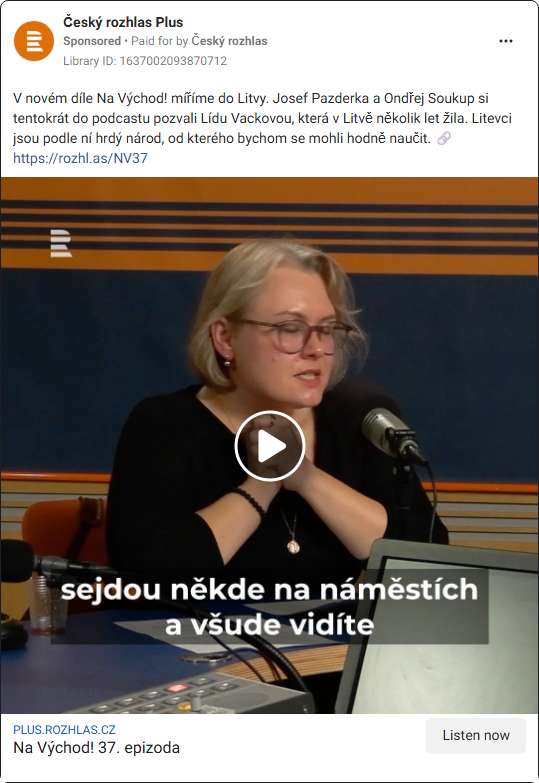 Český rozhlas Plus
Sponsored • Paid for by Český rozhlas
Library ID: 1637002093870712
V novém díle Na Východ! míříme do Litvy. Josef Pazderka a Ondřej Soukup si
tentokrát do podcastu pozvali Lídu Vackovou, která v Litvě několik let žila. Litevci
jsou podle ní hrdý národ, od kterého bychom se mohli hodně naučit. 🔗
https://rozhl.as/NV37
sejdou někde na náměstích
a všude vidíte
PLUS.ROZHLAS.CZ
Na Východ! 37. epizoda
Listen now